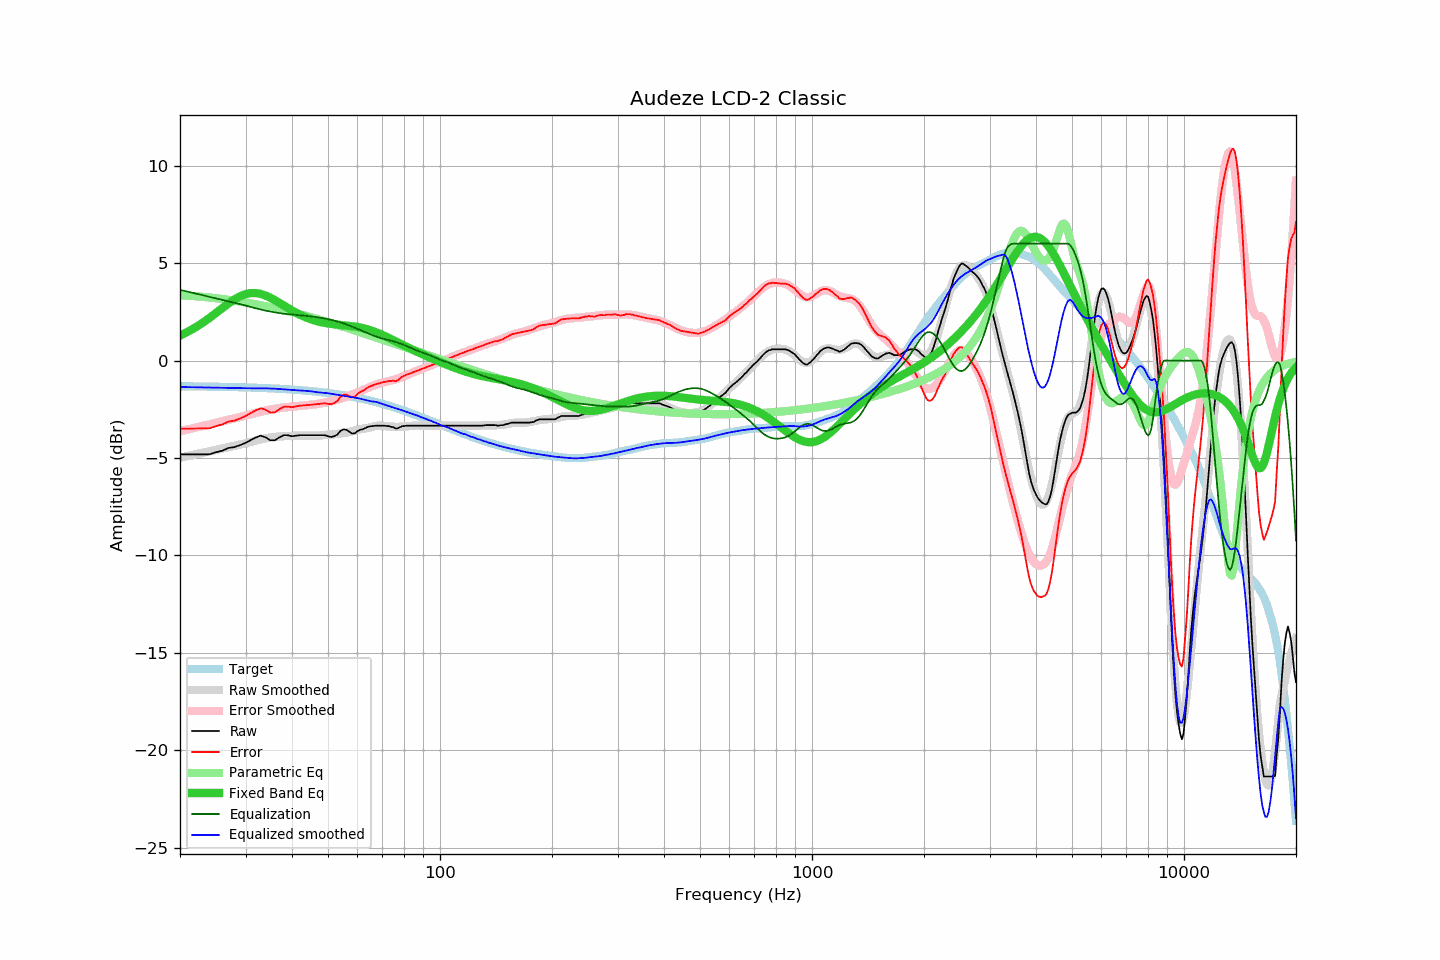 Audeze LCD-2 Classic
10
5
0
−5
−10
−15
−20
−25
Amplitude (dBr)
Target
Raw Smoothed
Error Smoothed
Raw
Error
Parametric Eq
Fixed Band Eq
Equalization
Equalized smoothed
100 1000 10000
Frequency (Hz)